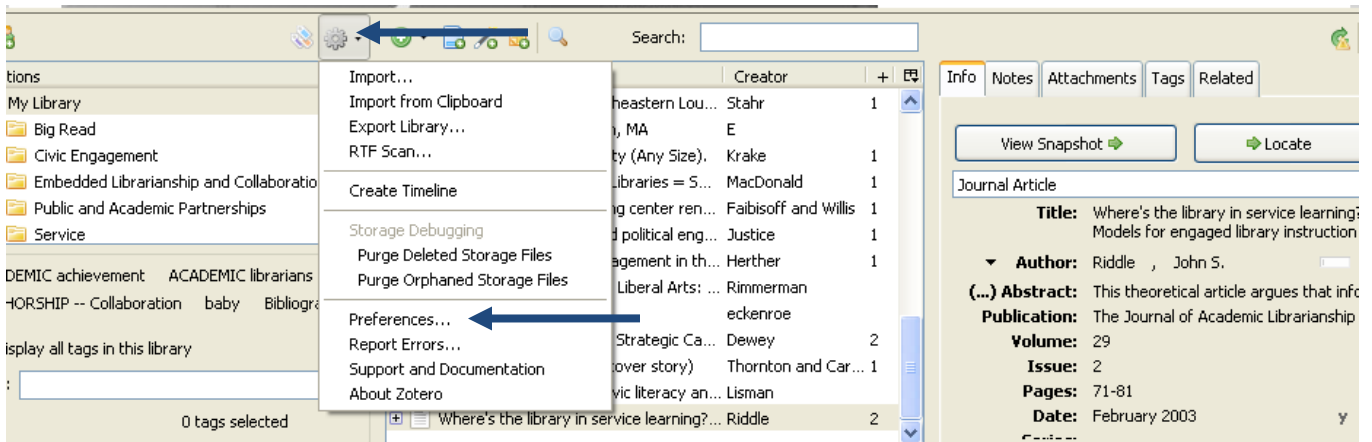 Search:
tions
My Library
Big Read
Civic Engagement
Embedded Librarianship and Collaboratio
Public and Academic Partnerships
Service
DEMIC achievement ACADEMIC librarians
HORSHIP -- Collaboration baby Bibliogra
isplay all tags in this library
:
0 tags selected
Import...
Import from Clipboard
Export Library...
RTF Scan...
Create Timeline
Storage Debugging
Purge Deleted Storage Files
Purge Orphaned Storage Files
Preferences...
Report Errors...
Support and Documentation
About Zotero
Creator +
heastern Lou... Stahr 1
, MA E
ty (Any Size). Krake 1
Libraries = S... MacDonald 1
ng center ren... Faibisoff and Willis 1
d political eng... Justice 1
agement in th... Herther 1
Liberal Arts: ... Rimmerman
eckenroe
Strategic Ca... Dewey 2
over story) Thornton and Car... 1
vic literacy an... Lisman
Where's the library in service learning?... Riddle 2
Info Notes Attachments Tags Related
View Snapshot Locate
Journal Article
Title: Where's the library in service learning?
Models for engaged library instruction
Author: Riddle , John S.
(...) Abstract: This theoretical article argues that info
Publication: The Journal of Academic Librarianship
Volume: 29
Issue: 2
Pages: 71-81
Date: February 2003 y